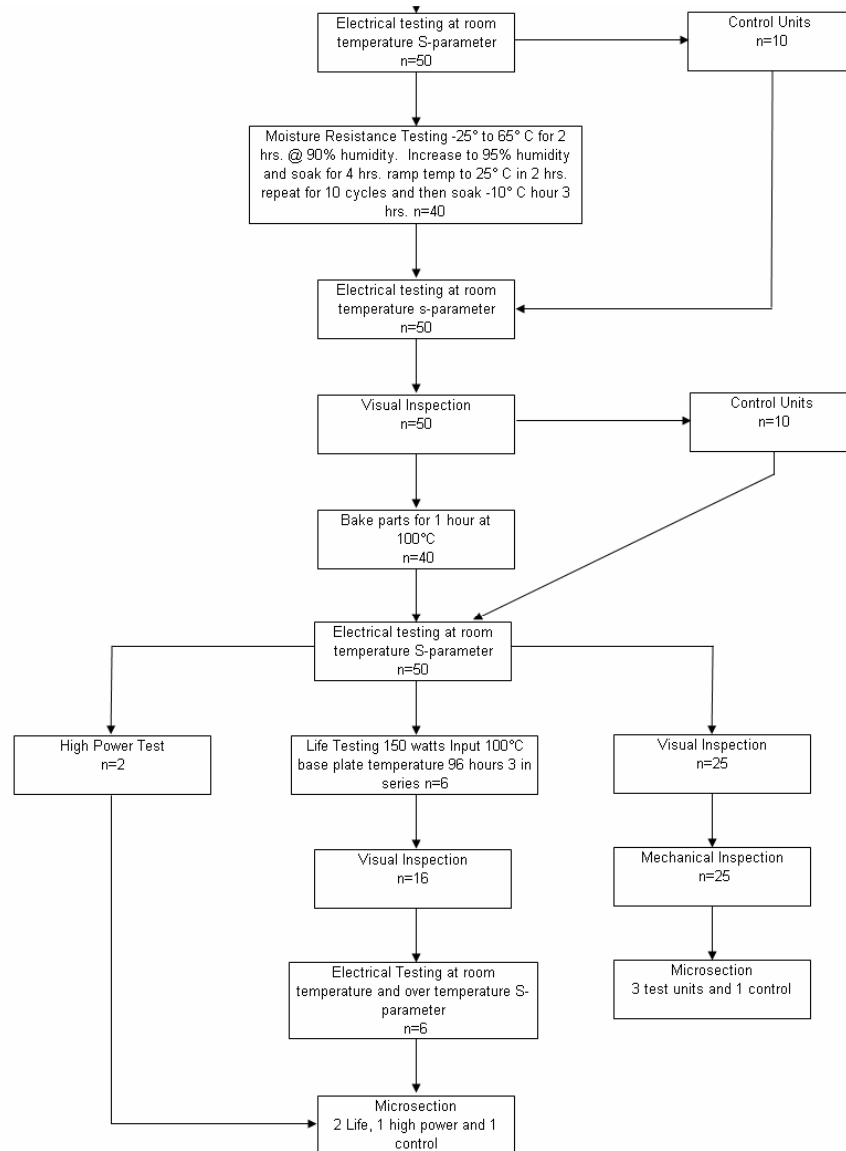 Electrical testing at room
temperature S-parameter
n=50
Control Units
n=10
Moisture Resistance Testing -25° to 65° C for 2
hrs. @ 90% humidity.  Increase to 95% humidity
and soak for 4 hrs. ramp temp to 25° C in 2 hrs.
repeat for 10 cycles and then soak -10° C hour 3
hrs. n=40
Electrical testing at room
temperature s-parameter
n=50
Visual Inspection
n=50
Control Units
n=10
Bake parts for 1 hour at
100°C
n=40
Electrical testing at room
temperature S-parameter
n=50
High Power Test
n=2
Life Testing 150 watts Input 100°C
base plate temperature 96 hours 3 in
series n=6
Visual Inspection
n=25
Visual Inspection
n=16
Mechanical Inspection
n=25
Electrical Testing at room
temperature and over temperature S-
parameter
n=6
Microsection
3 test units and 1 control
Microsection
2 Life, 1 high power and 1
control